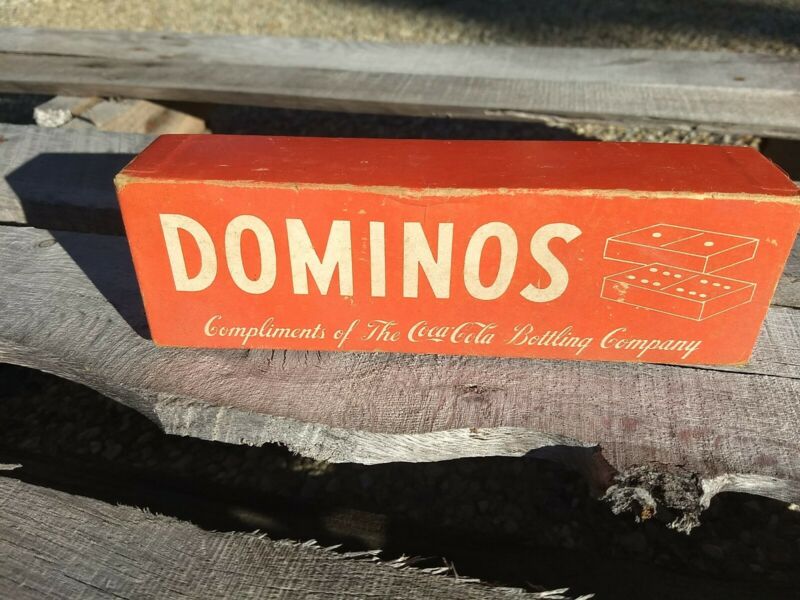 DOMINOS
Compliments of The Coca-Cola Bottling Company